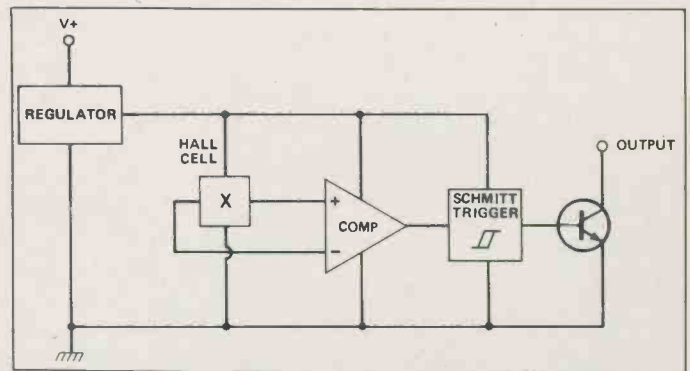 V+
REGULATOR
HALL
CELL
X
+
−
COMP
SCHMITT
TRIGGER
OUTPUT